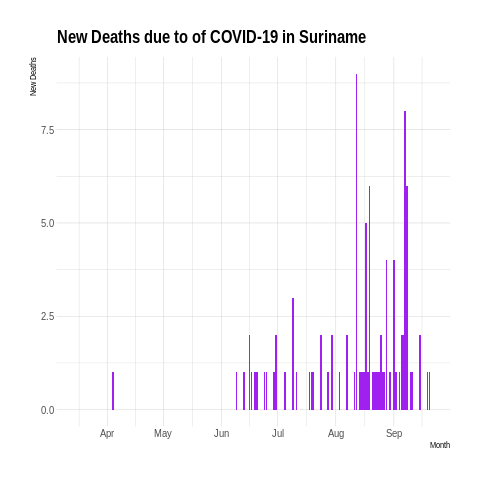 New Deaths due to of COVID-19 in Suriname
New Deaths
7.5
5.0
2.5
0.0
Apr May Jun Jul Aug Sep
Month